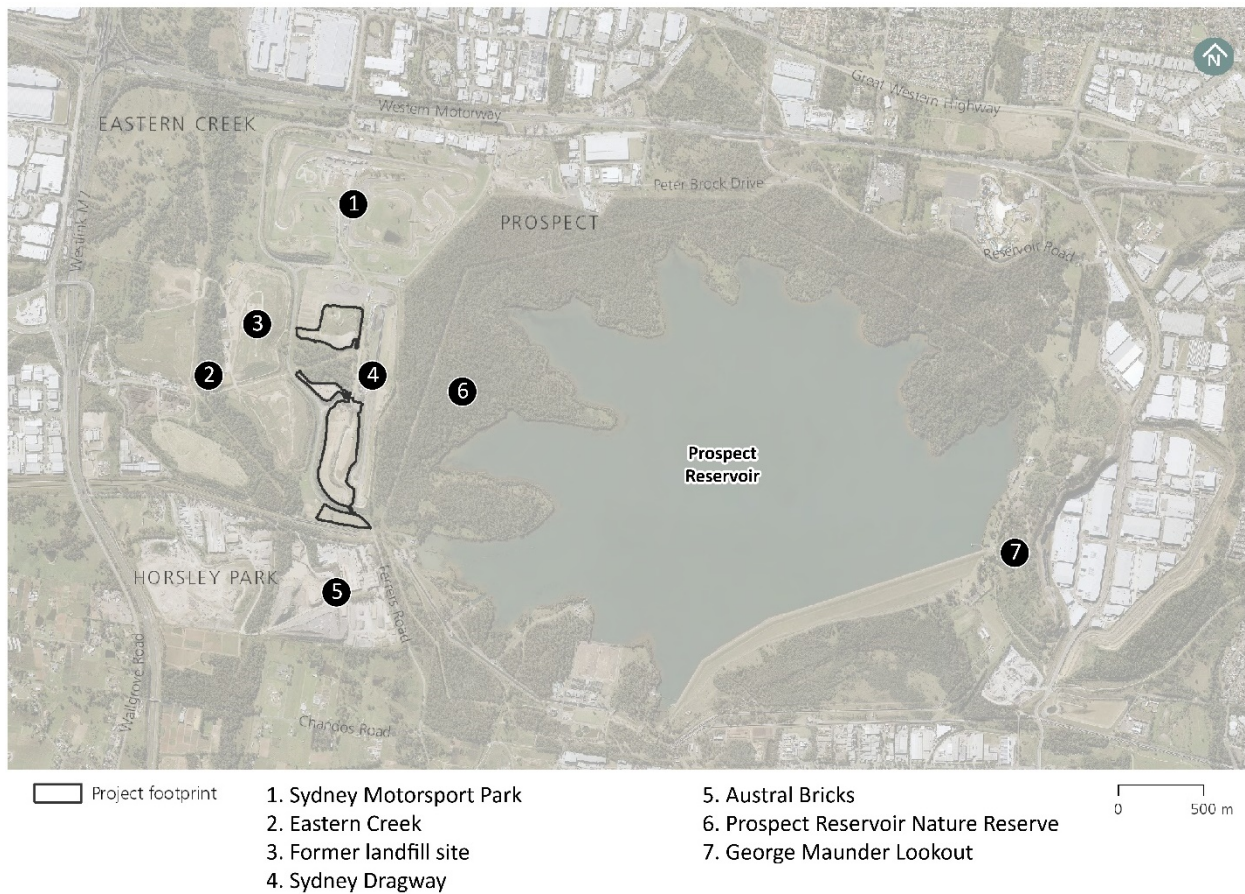 N
Great Western Highway
Western Motorway
EASTERN CREEK
Peter Brock Drive
1
PROSPECT
Westlink M7
Reservoir Road
3
2
4
6
Prospect
Reservoir
7
HORSLEY PARK
5
Ferrers Road
Wallgrove Road
Chandos Road
Project footprint
1. Sydney Motorsport Park
2. Eastern Creek
3. Former landfill site
4. Sydney Dragway
5. Austral Bricks
6. Prospect Reservoir Nature Reserve
7. George Maunder Lookout
0
500 m